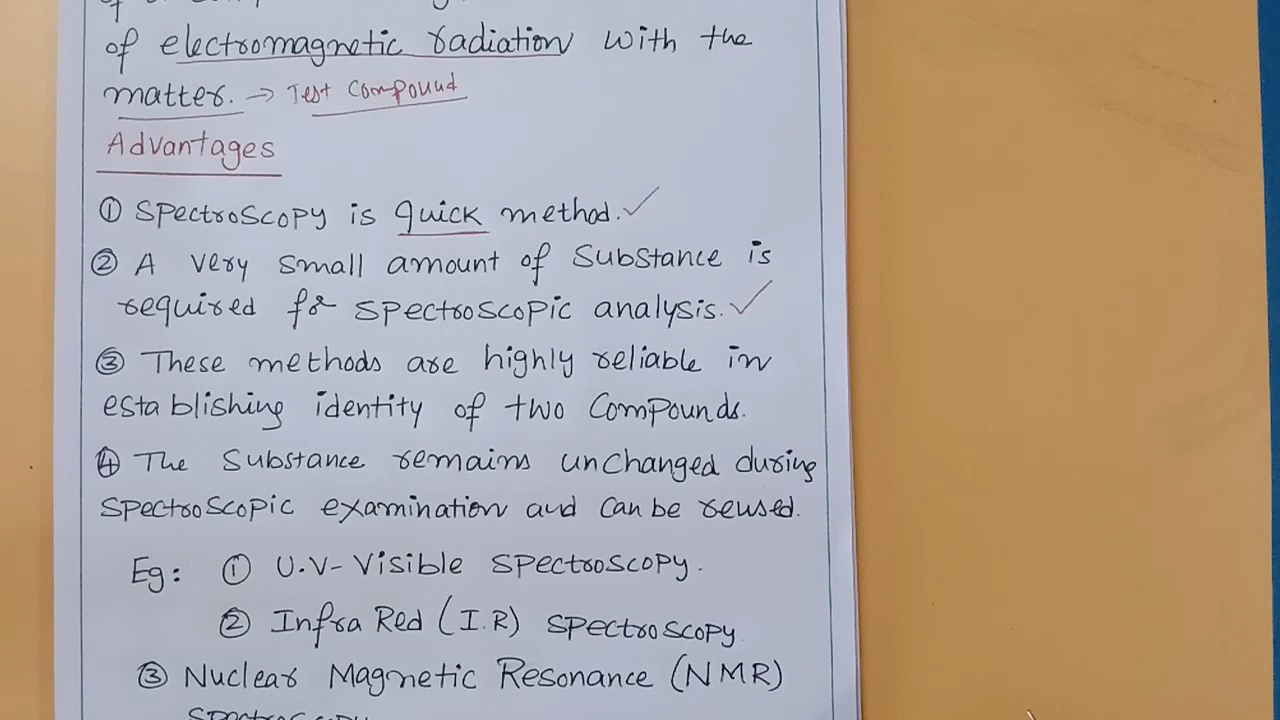 of electromagnetic radiation with the
matter. → Test Compound
Advantages
① Spectroscopy is quick method. ✓
② A very small amount of Substance is
required for spectroscopic analysis. ✓
③ These methods are highly reliable in
establishing identity of two Compounds.
④ The Substance remains unchanged during
spectroscopic examination and can be reused.
Eg: ① U.V-Visible spectroscopy.
② Infra Red (I.R) spectroscopy.
③ Nuclear Magnetic Resonance (NMR)